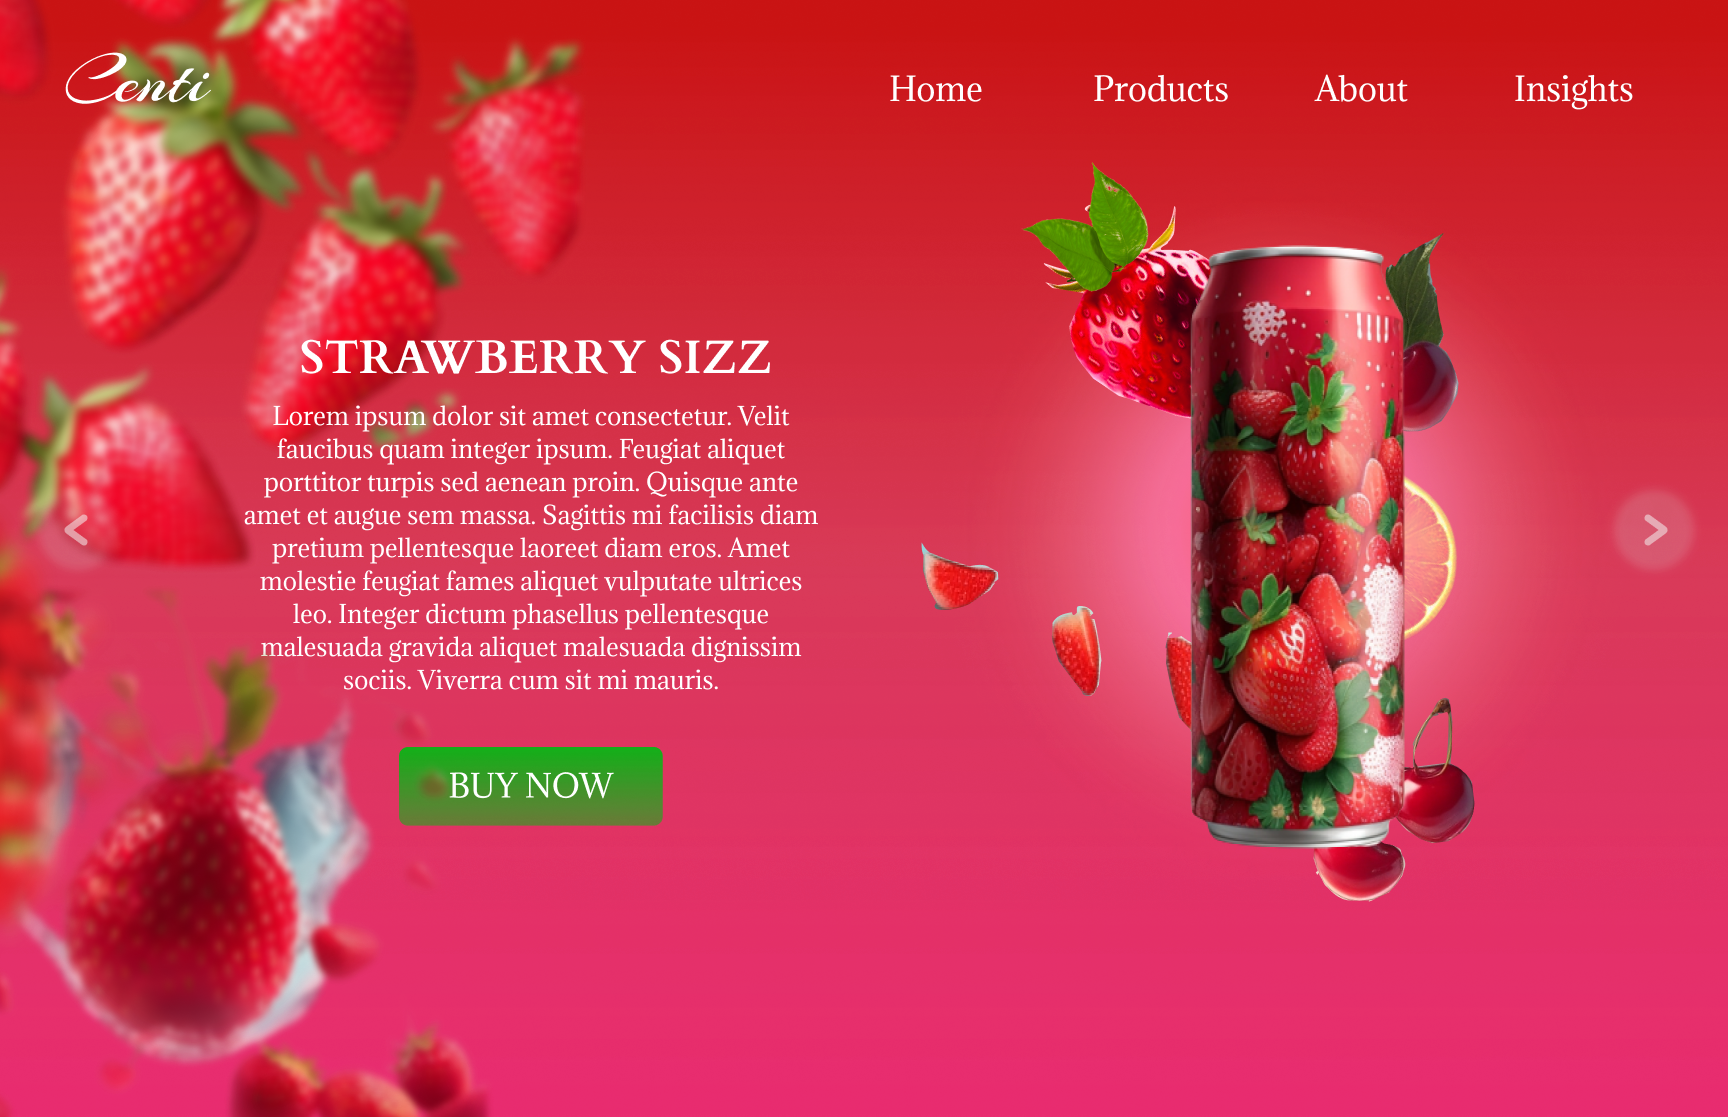 Centi
Home Products About Insights
STRAWBERRY SIZZ
Lorem ipsum dolor sit amet consectetur. Velit
faucibus quam integer ipsum. Feugiat aliquet
porttitor turpis sed aenean proin. Quisque ante
amet et augue sem massa. Sagittis mi facilisis diam
pretium pellentesque laoreet diam eros. Amet
molestie feugiat fames aliquet vulputate ultrices
leo. Integer dictum phasellus pellentesque
malesuada gravida aliquet malesuada dignissim
sociis. Viverra cum sit mi mauris.
BUY NOW